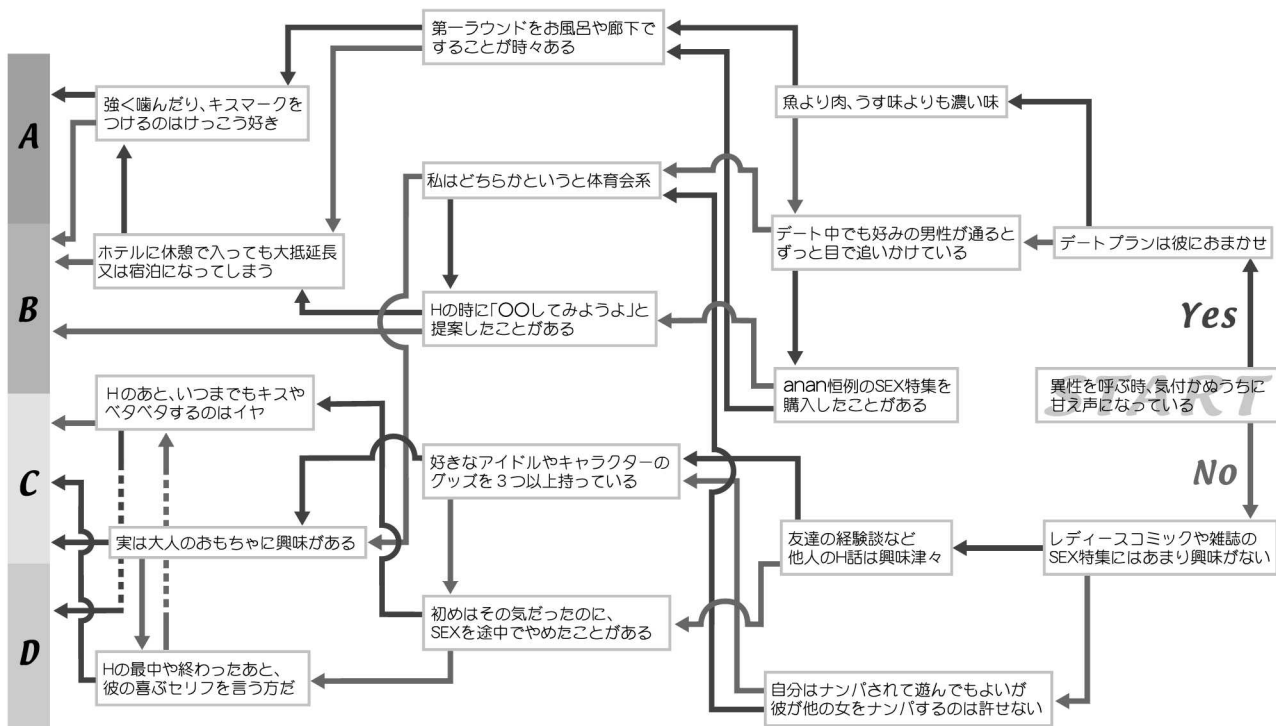 第一ラウンドをお風呂や廊下で
することが時々ある
強く噛んだり、キスマークを
つけるのはけっこう好き
魚より肉、うす味よりも濃い味
A
私はどちらかというと体育会系
デート中でも好みの男性が通ると
ずっと目で追いかけている
デートプランは彼におまかせ
ホテルに休憩で入っても大抵延長
又は宿泊になってしまう
B
Hの時に「〇〇してみようよ」と
提案したことがある
Yes
anan恒例のSEX特集を
購入したことがある
START
異性を呼ぶ時、気付かぬうちに
甘え声になっている
Hのあと、いつまでもキスや
ベタベタするのはイヤ
C
好きなアイドルやキャラクターの
グッズを３つ以上持っている
No
実は大人のおもちゃに興味がある
友達の経験談など
他人のH話は興味津々
レディースコミックや雑誌の
SEX特集にはあまり興味がない
初めはその気だったのに、
SEXを途中でやめたことがある
D
Hの最中や終わったあと、
彼の喜ぶセリフを言う方だ
自分はナンパされて遊んでもよいが
彼が他の女をナンパするのは許せない